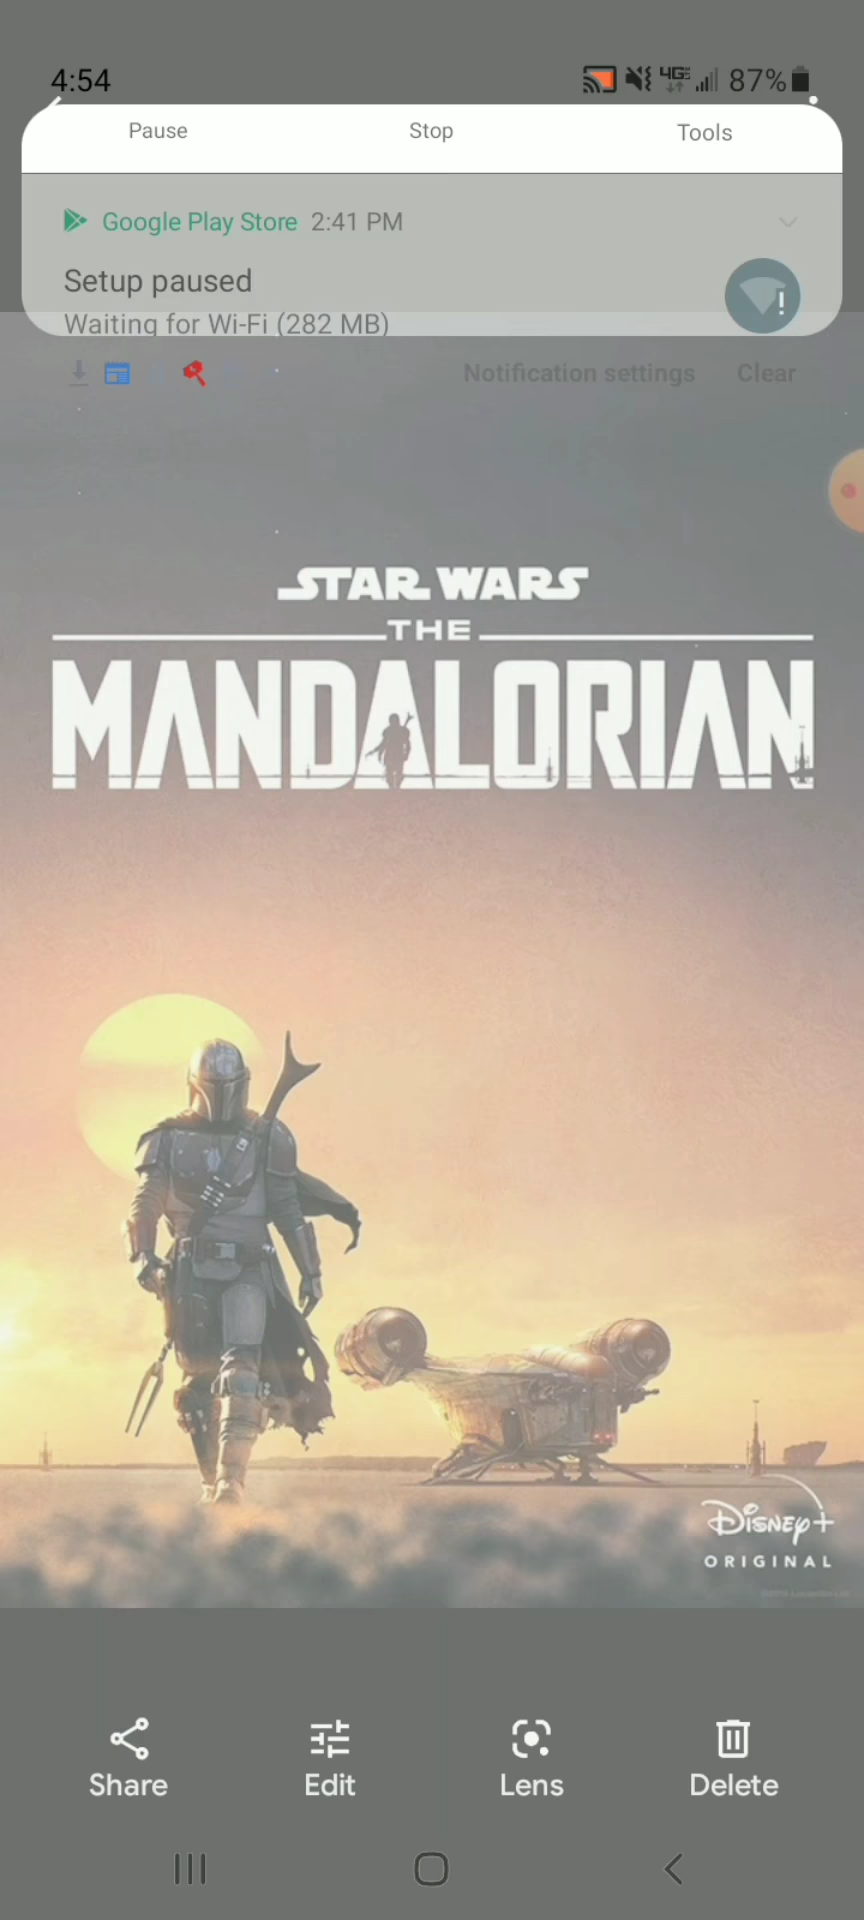 4:54 4G 87%
Pause Stop Tools
Google Play Store 2:41 PM
Setup paused
Waiting for Wi-Fi (282 MB)
Notification settings Clear
STAR WARS
THE
MANDALORIAN
Disney+
ORIGINAL
Share Edit Lens Delete